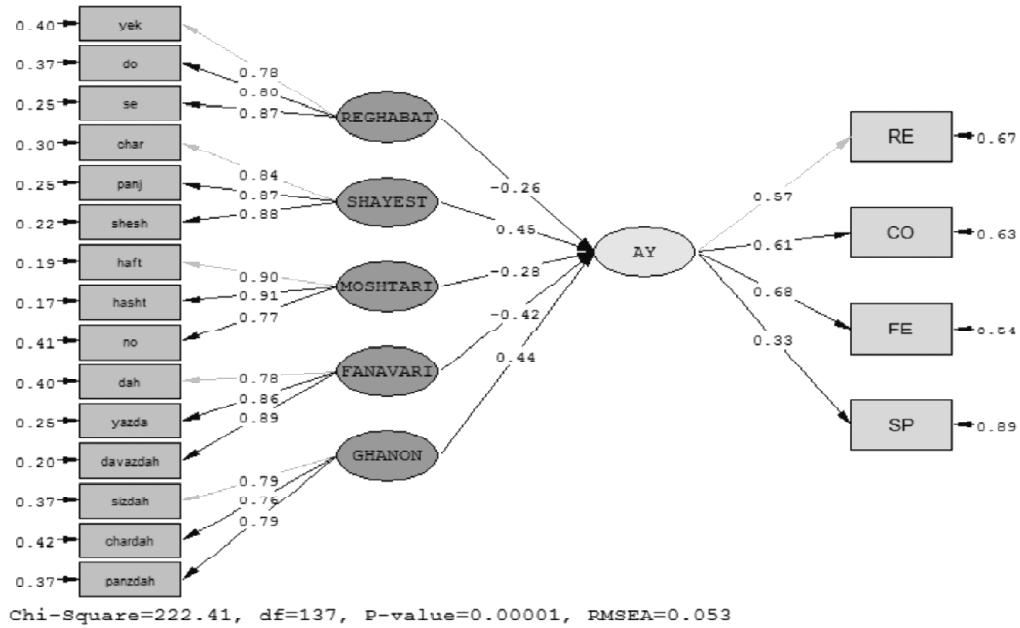 0.40 yek
0.37 do
0.25 se
0.30 char
0.25 panj
0.22 shesh
0.19 haft
0.17 hasht
0.41 no
0.40 dah
0.25 yazda
0.20 davazdah
0.37 sizdah
0.42 chardah
0.37 panzdah
0.78
0.80
0.87
0.84
0.87
0.88
0.90
0.91
0.77
0.78
0.86
0.89
0.79
0.76
0.79
REGHABAT
SHAYEST
MOSHTARI
FANAVARI
GHANON
-0.26
0.45
-0.28
-0.42
0.44
AY
0.57
0.61
0.68
0.33
RE 0.67
CO 0.63
FE 0.54
SP 0.89
Chi-Square=222.41, df=137, P-value=0.00001, RMSEA=0.053